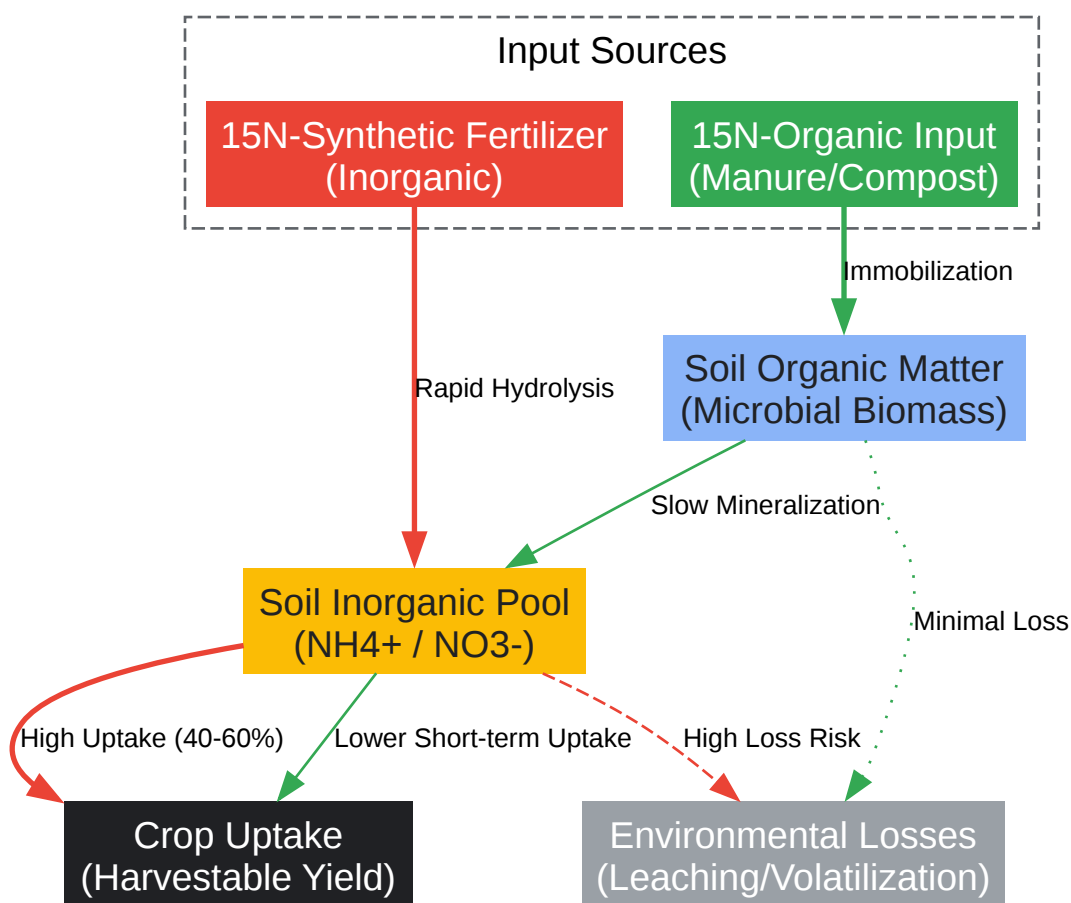 Input Sources
15N-Synthetic Fertilizer
(Inorganic)
15N-Organic Input
(Manure/Compost)
Immobilization
Soil Organic Matter
(Microbial Biomass)
Rapid Hydrolysis
Slow Mineralization
Soil Inorganic Pool
(NH4+ / NO3-)
Minimal Loss
High Uptake (40-60%)
Lower Short-term Uptake
High Loss Risk
Crop Uptake
(Harvestable Yield)
Environmental Losses
(Leaching/Volatilization)